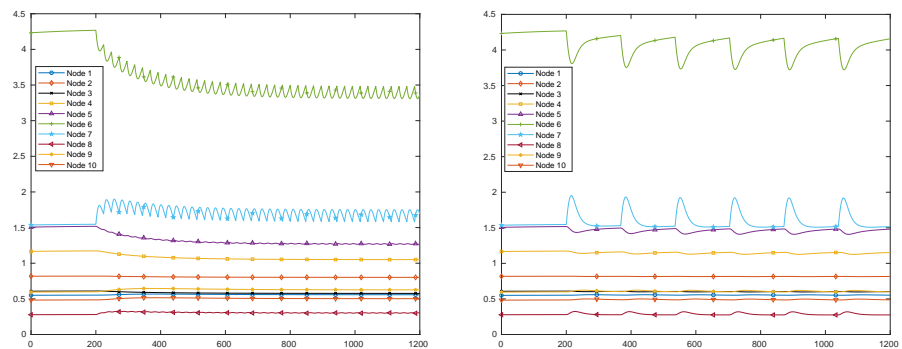 4.5
4
3.5
3
2.5
2
1.5
1
0.5
0
0 200 400 600 800 1000 1200
Node 1
Node 2
Node 3
Node 4
Node 5
Node 6
Node 7
Node 8
Node 9
Node 10
4.5
4
3.5
3
2.5
2
1.5
1
0.5
0
0 200 400 600 800 1000 1200
Node 1
Node 2
Node 3
Node 4
Node 5
Node 6
Node 7
Node 8
Node 9
Node 10